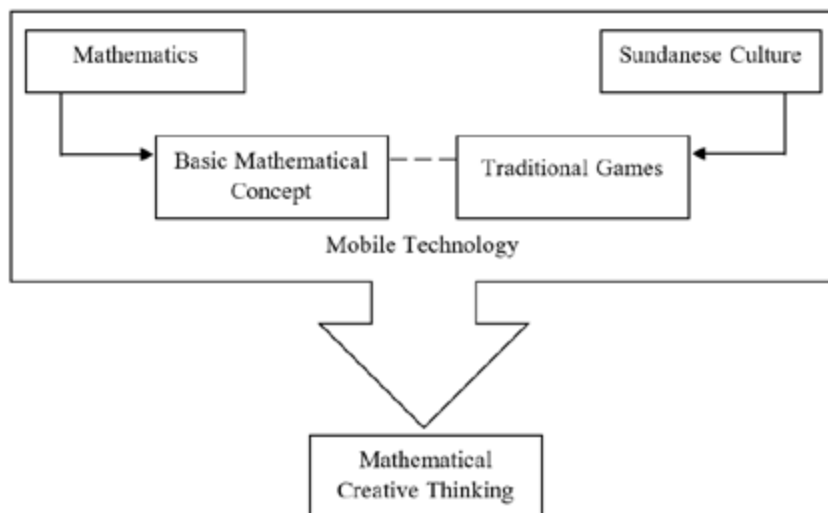 Mathematics
Sundanese Culture
Basic Mathematical
Concept
Traditional Games
Mobile Technology
Mathematical
Creative Thinking